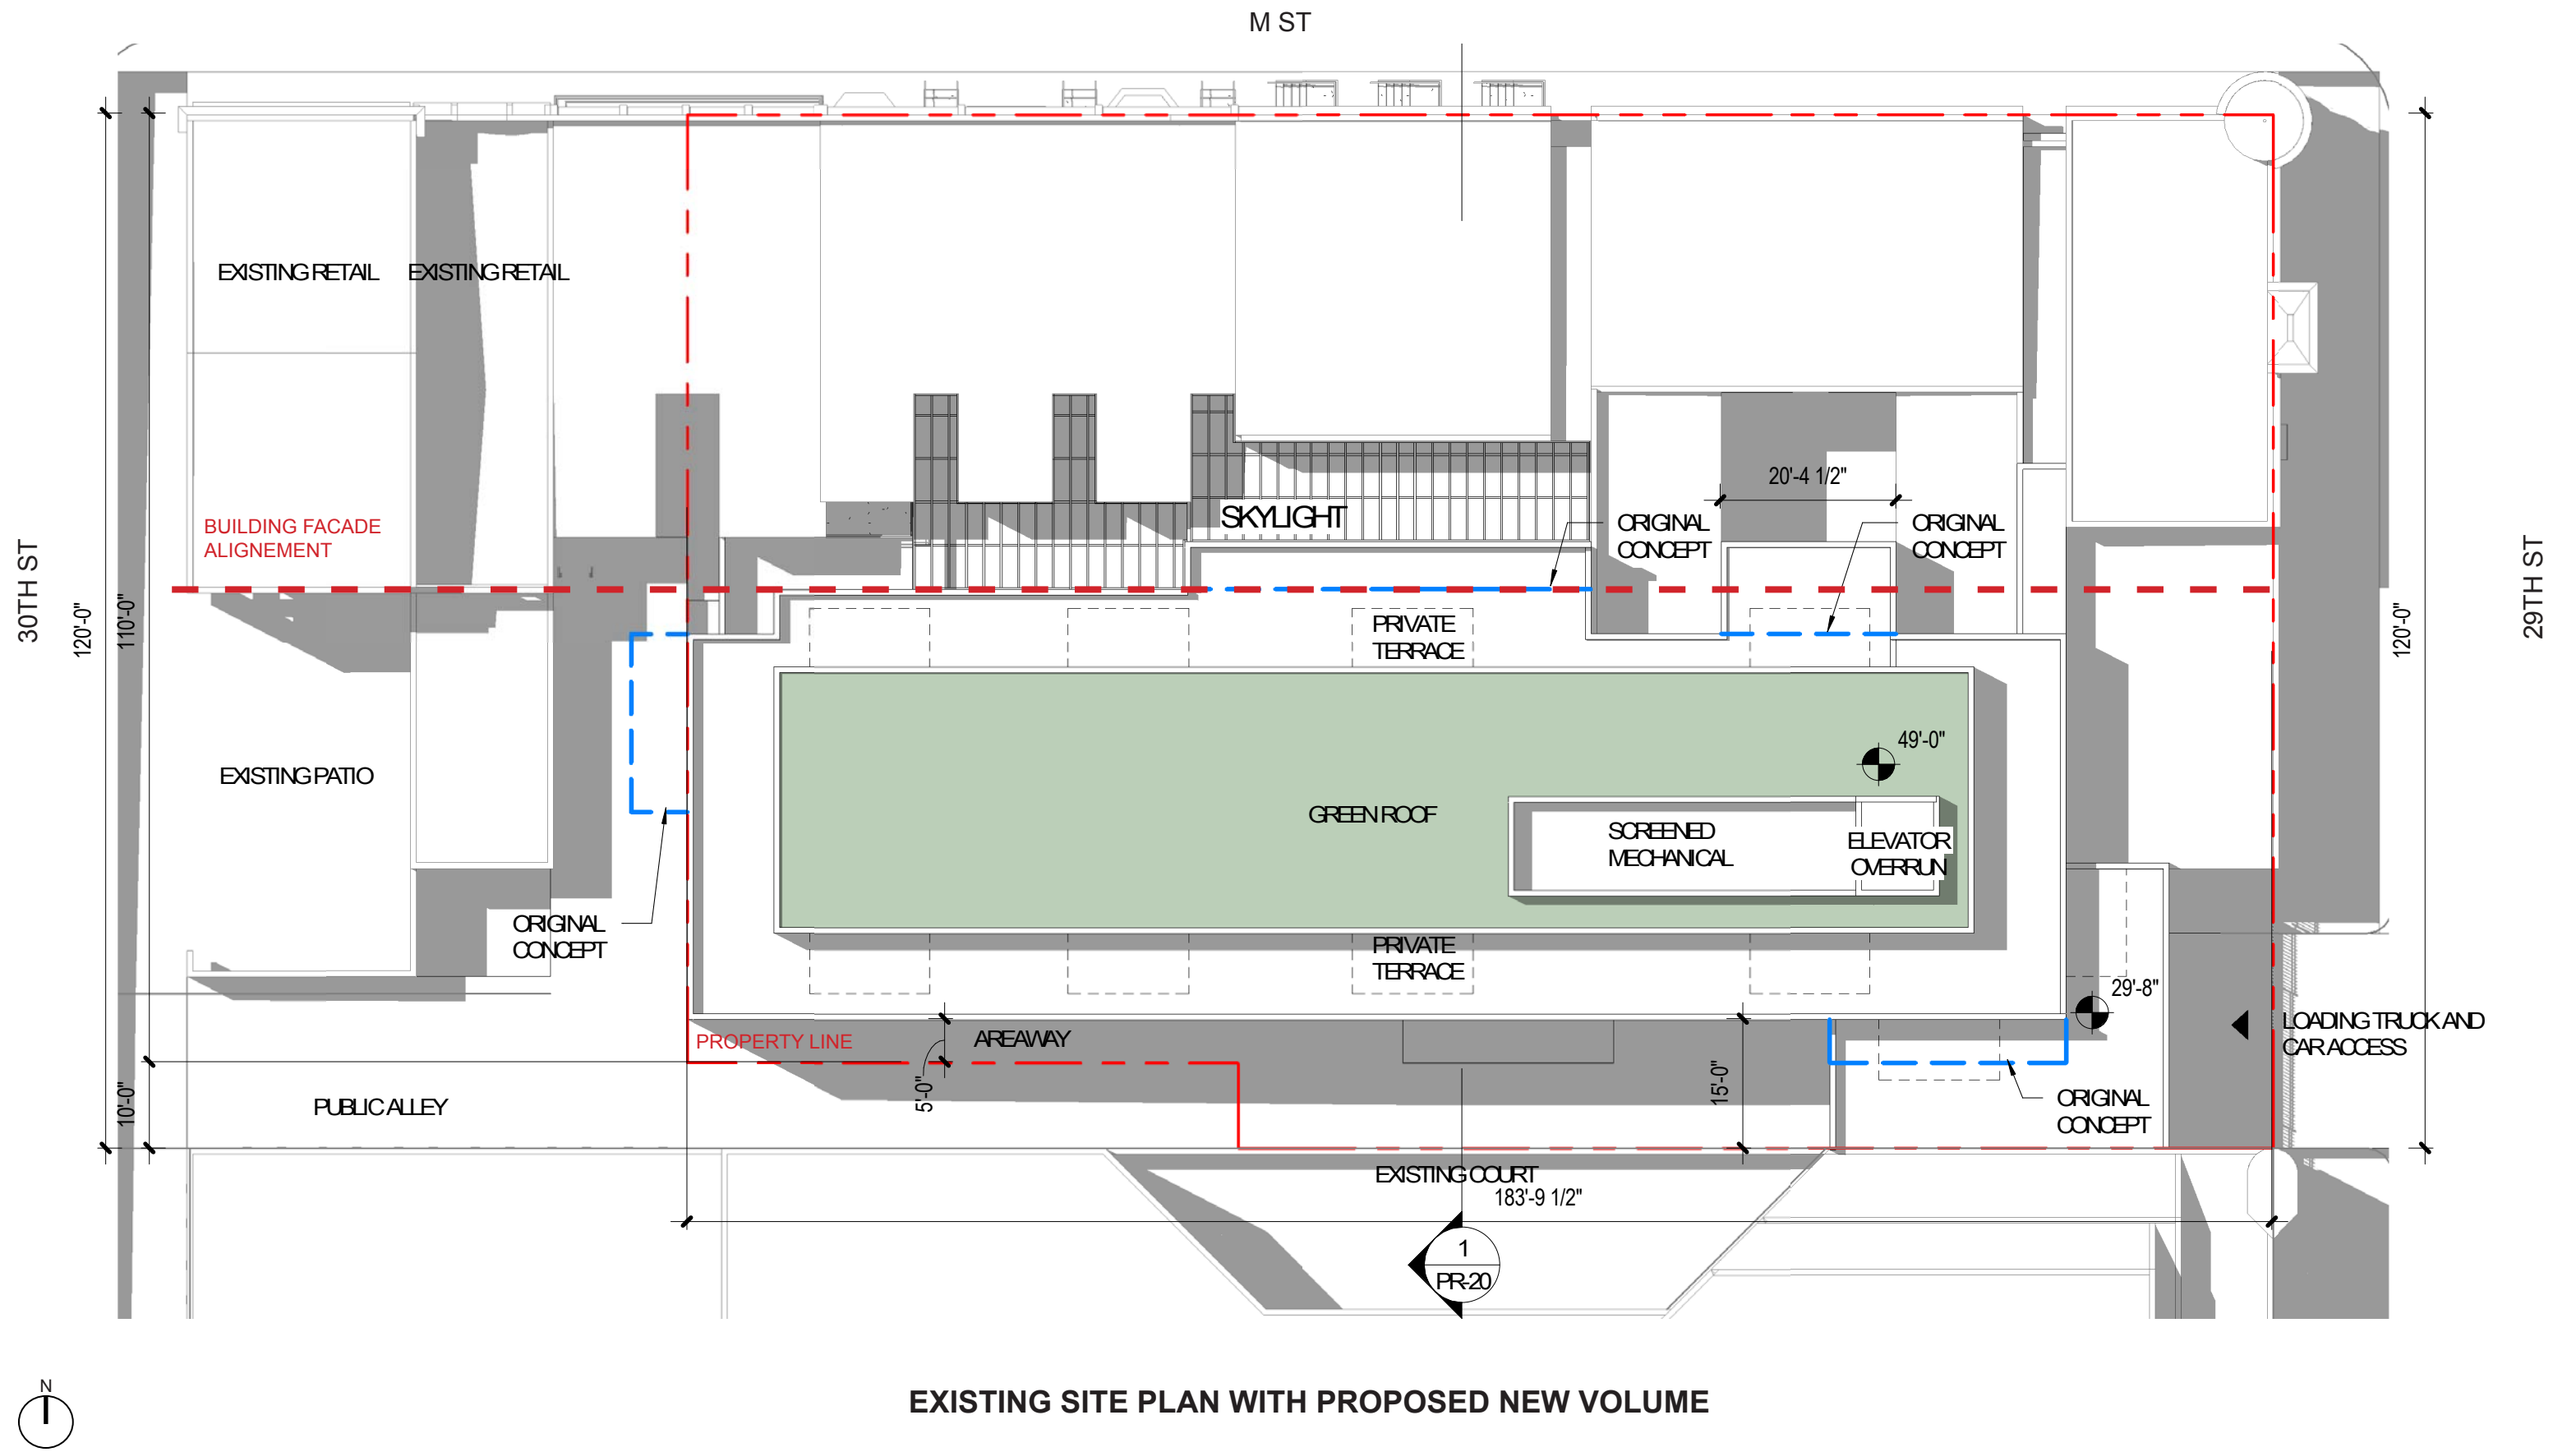 M ST
EXISTING RETAIL
EXISTING RETAIL
20'-4 1/2"
SKYLIGHT
ORIGINAL
CONCEPT
ORIGINAL
CONCEPT
BUILDING FACADE
ALIGNEMENT
30TH ST
120'-0"
110'-0"
120'-0"
29TH ST
PRIVATE
TERRACE
49'-0"
EXISTING PATIO
GREEN ROOF
SCREENED
MECHANICAL
ELEVATOR
OVERRUN
ORIGINAL
CONCEPT
PRIVATE
TERRACE
29'-8"
LOADING TRUCK AND
CAR ACCESS
PROPERTY LINE
AREAWAY
5'-0"
15'-0"
10'-0"
PUBLIC ALLEY
ORIGINAL
CONCEPT
EXISTING COURT
183'-9 1/2"
1
PR-20
N
EXISTING SITE PLAN WITH PROPOSED NEW VOLUME